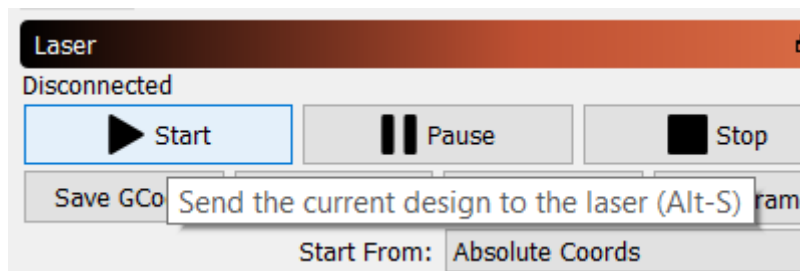 Laser
Disconnected
Start Pause Stop
Save GCo Send the current design to the laser (Alt-S) ram
Start From: Absolute Coords